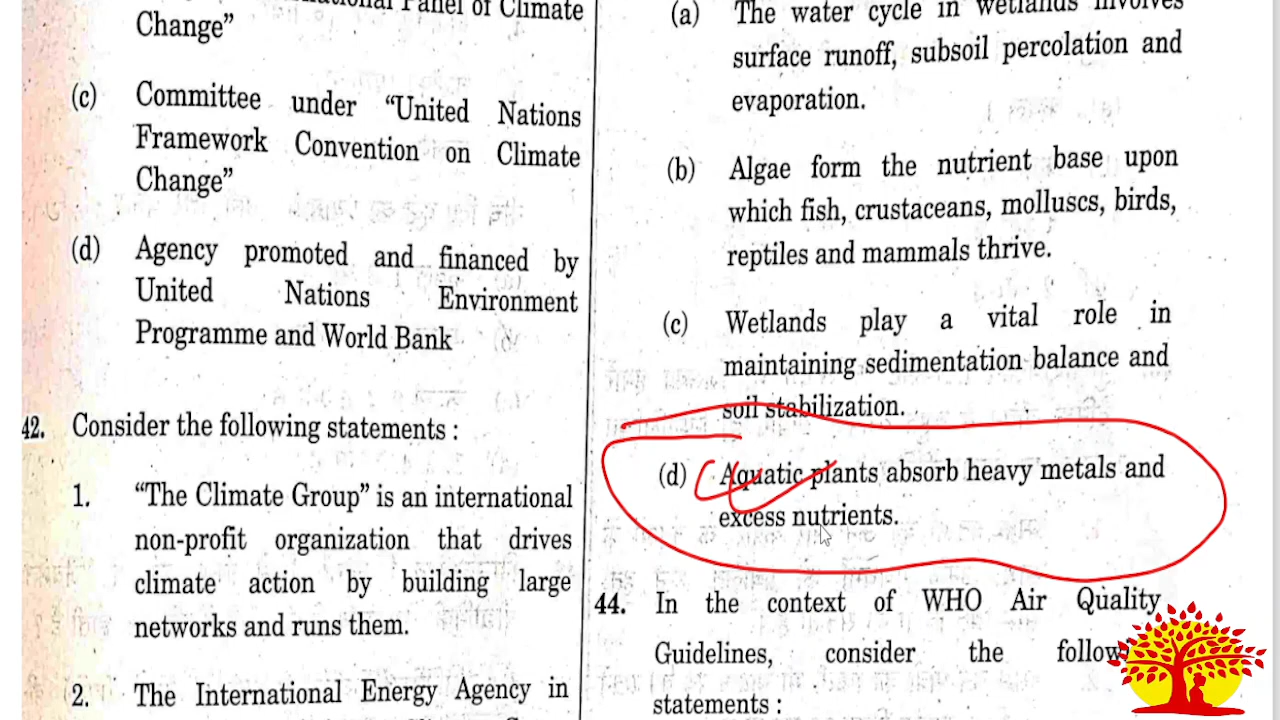 Panel of Climate
Change”
(c) Committee under “United Nations
Framework Convention on Climate
Change”
(d) Agency promoted and financed by
United Nations Environment
Programme and World Bank
42. Consider the following statements :
1. “The Climate Group” is an international
non-profit organization that drives
climate action by building large
networks and runs them.
2. The International Energy Agency in
(a) The water cycle in wetlands involves
surface runoff, subsoil percolation and
evaporation.
(b) Algae form the nutrient base upon
which fish, crustaceans, molluscs, birds,
reptiles and mammals thrive.
(c) Wetlands play a vital role in
maintaining sedimentation balance and
soil stabilization.
(d) Aquatic plants absorb heavy metals and
excess nutrients.
44. In the context of WHO Air Quality
Guidelines, consider the
statements :